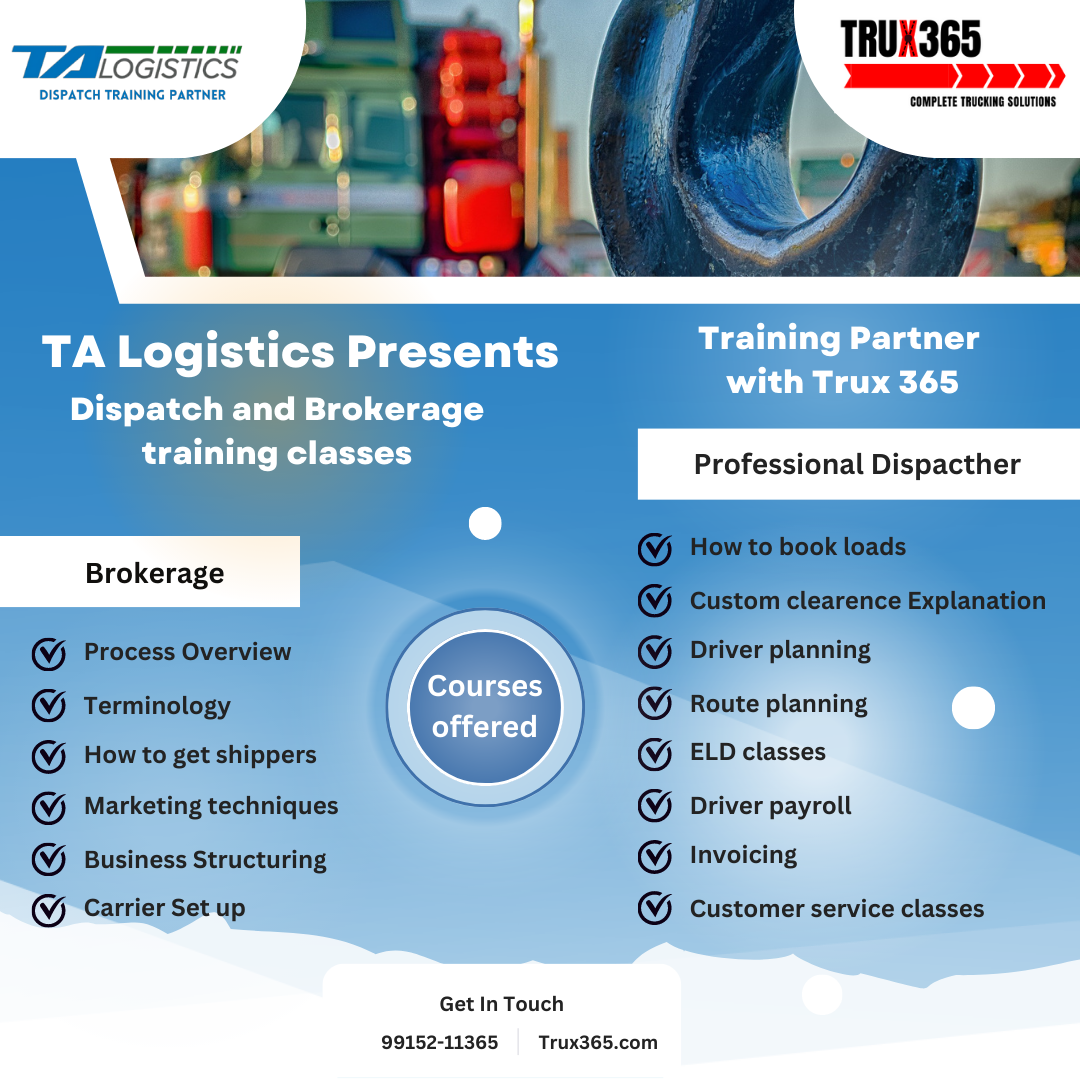 TA LOGISTICS
DISPATCH TRAINING PARTNER
TRUX365
COMPLETE TRUCKING SOLUTIONS
TA Logistics Presents
Dispatch and Brokerage
training classes
Training Partner
with Trux 365
Professional Dispacther
How to book loads
Custom clearence Explanation
Driver planning
Route planning
ELD classes
Driver payroll
Invoicing
Customer service classes
Brokerage
Process Overview
Terminology
How to get shippers
Marketing techniques
Business Structuring
Carrier Set up
Courses
offered
Get In Touch
99152-11365
Trux365.com